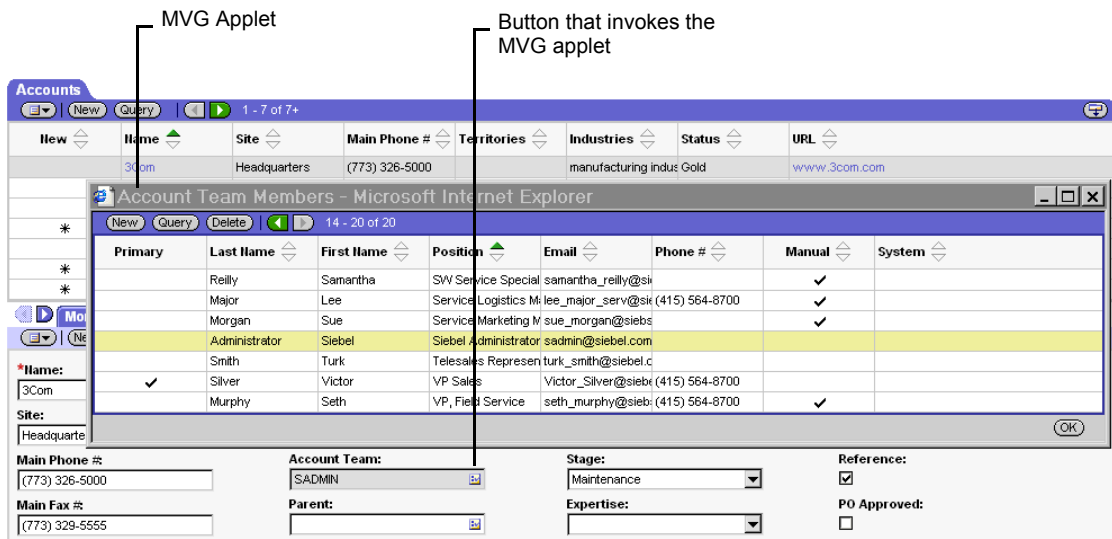 MVG Applet
Button that invokes the
MVG applet
Accounts
New Query 1 - 7 of 7+
New Name Site Main Phone # Territories Industries Status URL
3Com Headquarters (773) 326-5000 manufacturing indus Gold www.3com.com
Account Team Members - Microsoft Internet Explorer
New Query Delete 14 - 20 of 20
Primary Last Name First Name Position Email Phone # Manual System
Reilly Samantha SW Service Special samantha_reilly@sie
Major Lee Service Logistics Ma lee_major_serv@sie (415) 564-8700
Morgan Sue Service Marketing M sue_morgan@siebs
Administrator Siebel Siebel Administrator sadmin@siebel.com
Smith Turk Telesales Represen turk_smith@siebel.c
Silver Victor VP Sales Victor_Silver@siebe (415) 564-8700
Murphy Seth VP, Field Service seth_murphy@sieb (415) 564-8700
OK
Mo
Ne
*Name:
3Com
Site:
Headquarte
Main Phone #: Account Team: Stage: Reference:
(773) 326-5000 SADMIN Maintenance
Main Fax #: Parent: Expertise: PO Approved:
(773) 329-5555